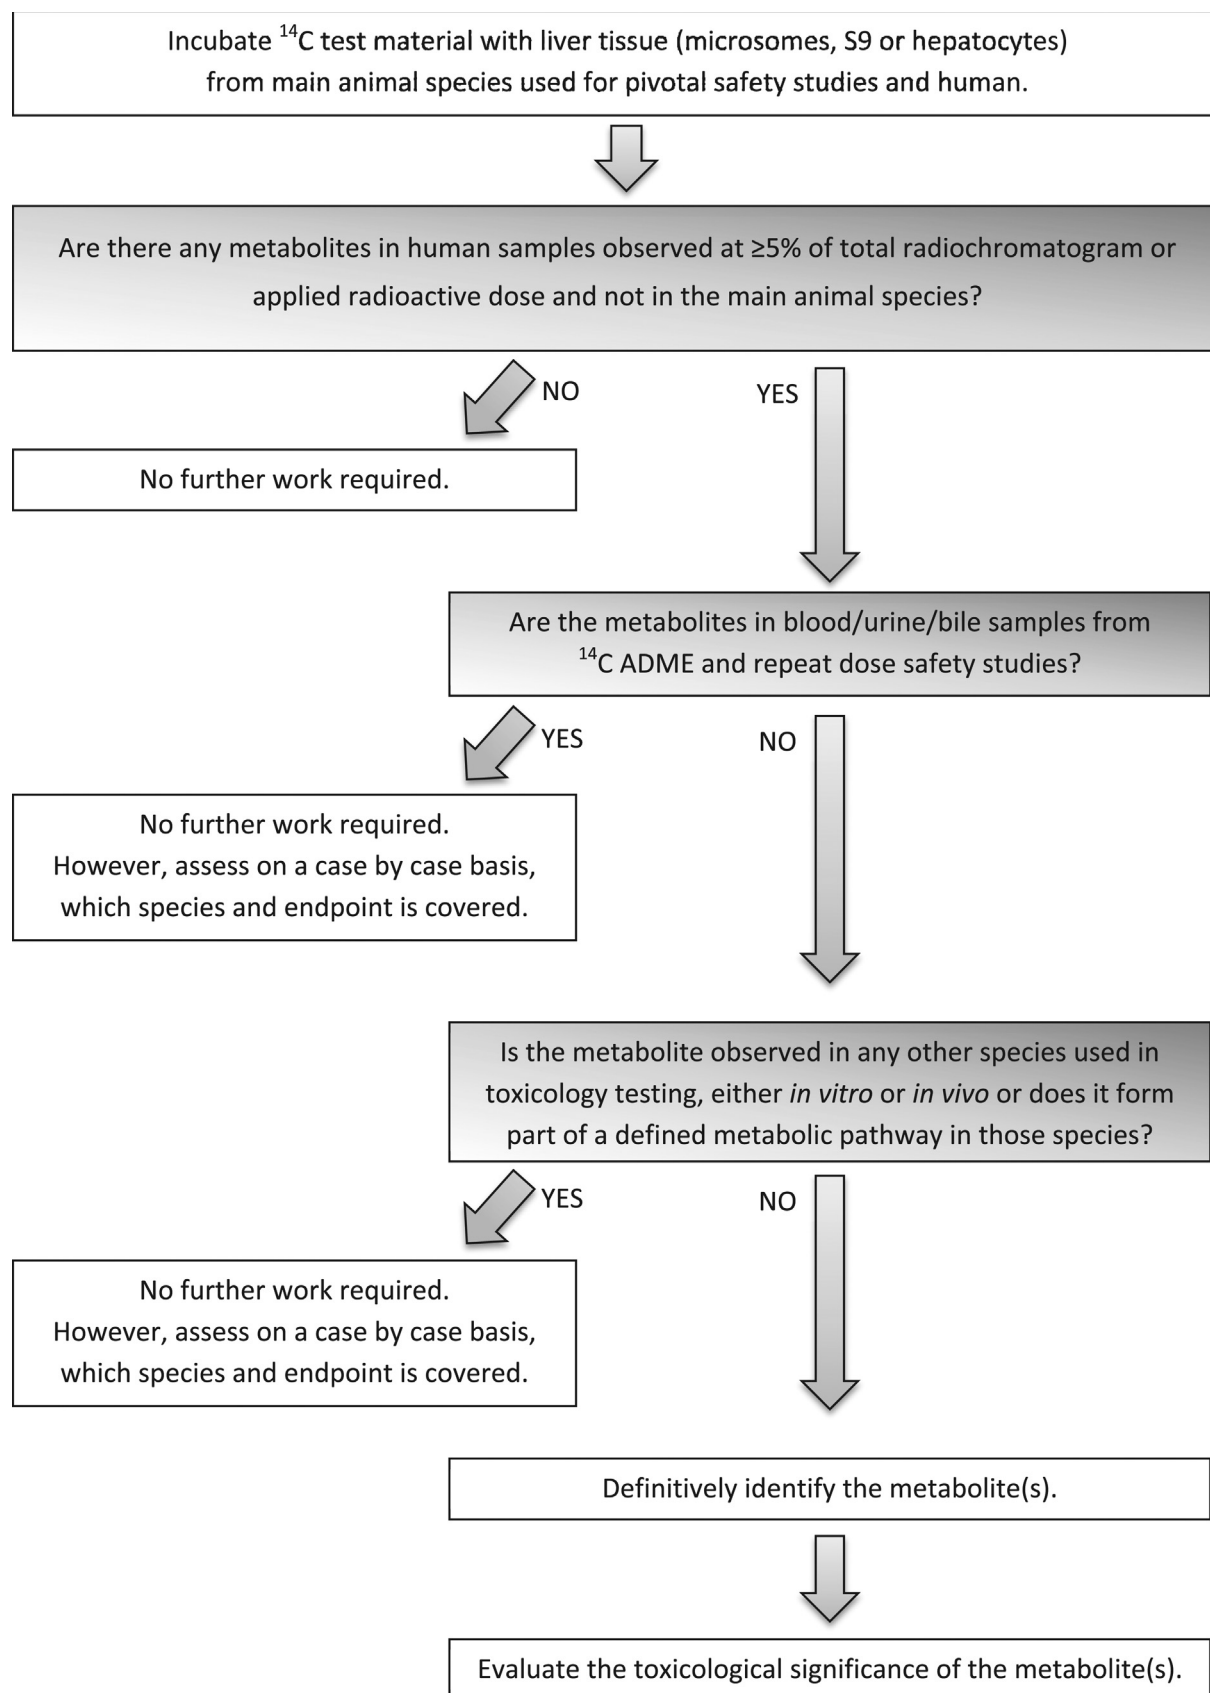 Incubate ¹⁴C test material with liver tissue (microsomes, S9 or hepatocytes)
from main animal species used for pivotal safety studies and human.
Are there any metabolites in human samples observed at ≥5% of total radiochromatogram or
applied radioactive dose and not in the main animal species?
NO
YES
No further work required.
Are the metabolites in blood/urine/bile samples from
¹⁴C ADME and repeat dose safety studies?
YES
NO
No further work required.
However, assess on a case by case basis,
which species and endpoint is covered.
Is the metabolite observed in any other species used in
toxicology testing, either in vitro or in vivo or does it form
part of a defined metabolic pathway in those species?
YES
NO
No further work required.
However, assess on a case by case basis,
which species and endpoint is covered.
Definitively identify the metabolite(s).
Evaluate the toxicological significance of the metabolite(s).